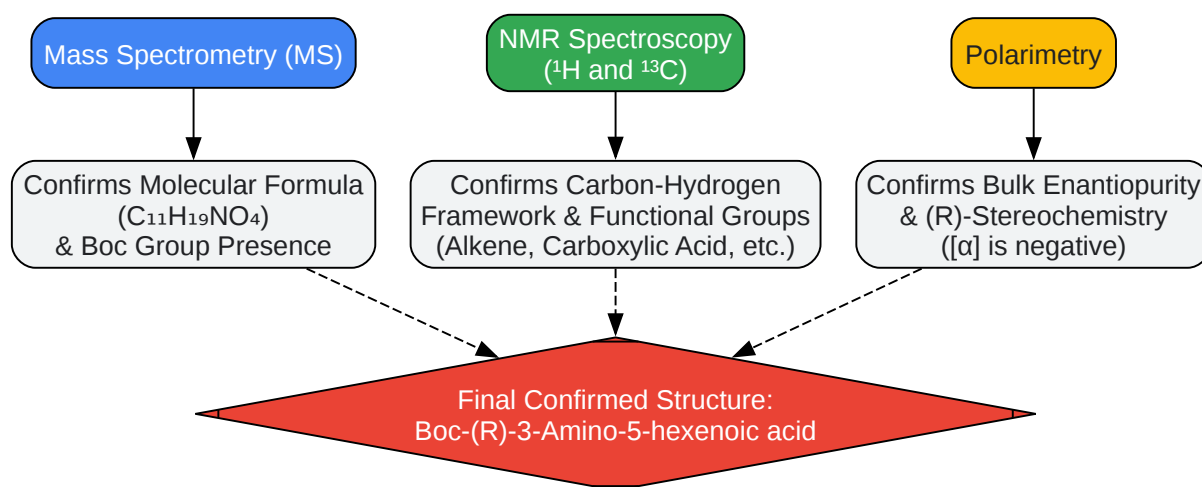 Mass Spectrometry (MS)
NMR Spectroscopy
(¹H and ¹³C)
Polarimetry
Confirms Molecular Formula
(C₁₁H₁₉NO₄)
& Boc Group Presence
Confirms Carbon-Hydrogen
Framework & Functional Groups
(Alkene, Carboxylic Acid, etc.)
Confirms Bulk Enantiopurity
& (R)-Stereochemistry
([α] is negative)
Final Confirmed Structure:
Boc-(R)-3-Amino-5-hexenoic acid